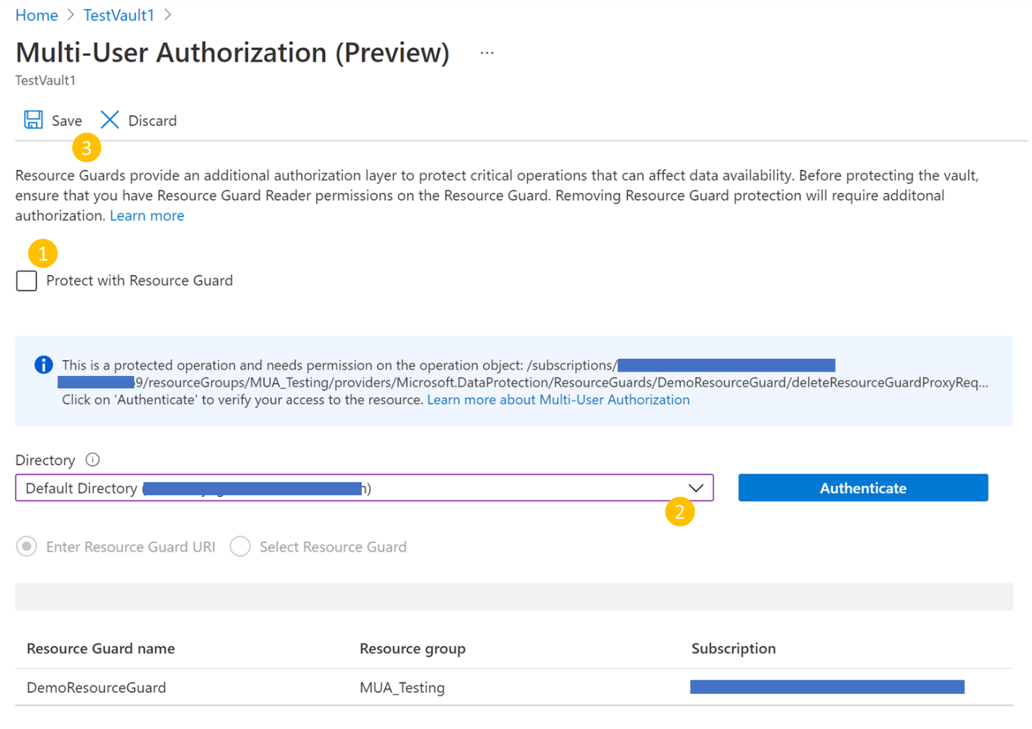 Home > TestVault1 >
Multi-User Authorization (Preview) ...
TestVault1
Save Discard
3
Resource Guards provide an additional authorization layer to protect critical operations that can affect data availability. Before protecting the vault,
ensure that you have Resource Guard Reader permissions on the Resource Guard. Removing Resource Guard protection will require additonal
authorization. Learn more
1
Protect with Resource Guard
This is a protected operation and needs permission on the operation object: /subscriptions/
9/resourceGroups/MUA_Testing/providers/Microsoft.DataProtection/ResourceGuards/DemoResourceGuard/deleteResourceGuardProxyReq...
Click on 'Authenticate' to verify your access to the resource. Learn more about Multi-User Authorization
Directory
Default Directory ( )
Authenticate
2
Enter Resource Guard URI Select Resource Guard
Resource Guard name Resource group Subscription
DemoResourceGuard MUA_Testing